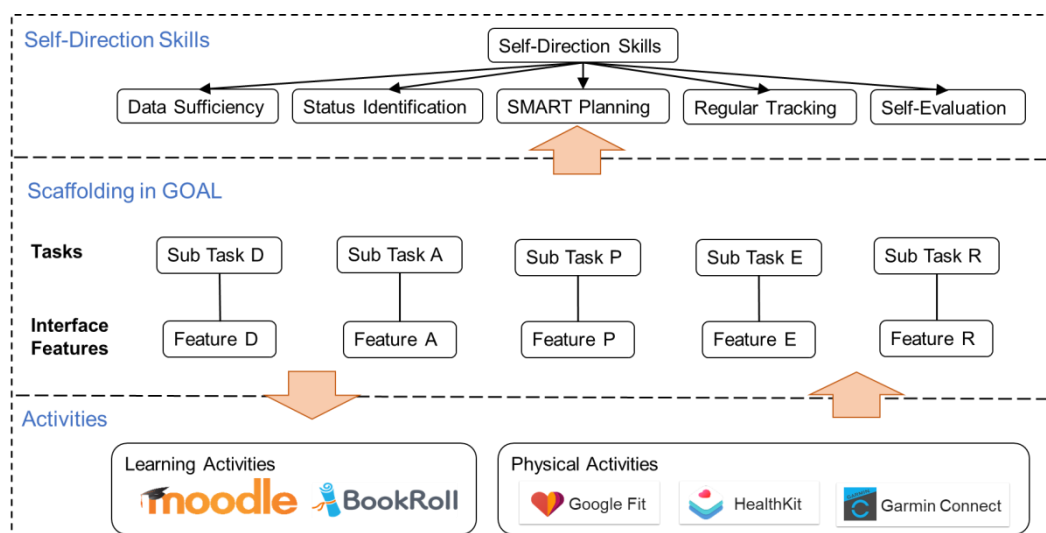 Self-Direction Skills
Self-Direction Skills
Data Sufficiency
Status Identification
SMART Planning
Regular Tracking
Self-Evaluation
Scaffolding in GOAL
Tasks
Sub Task D
Sub Task A
Sub Task P
Sub Task E
Sub Task R
Interface
Features
Feature D
Feature A
Feature P
Feature E
Feature R
Activities
Learning Activities
moodle
BookRoll
Physical Activities
Google Fit
HealthKit
GARMIN
Garmin Connect